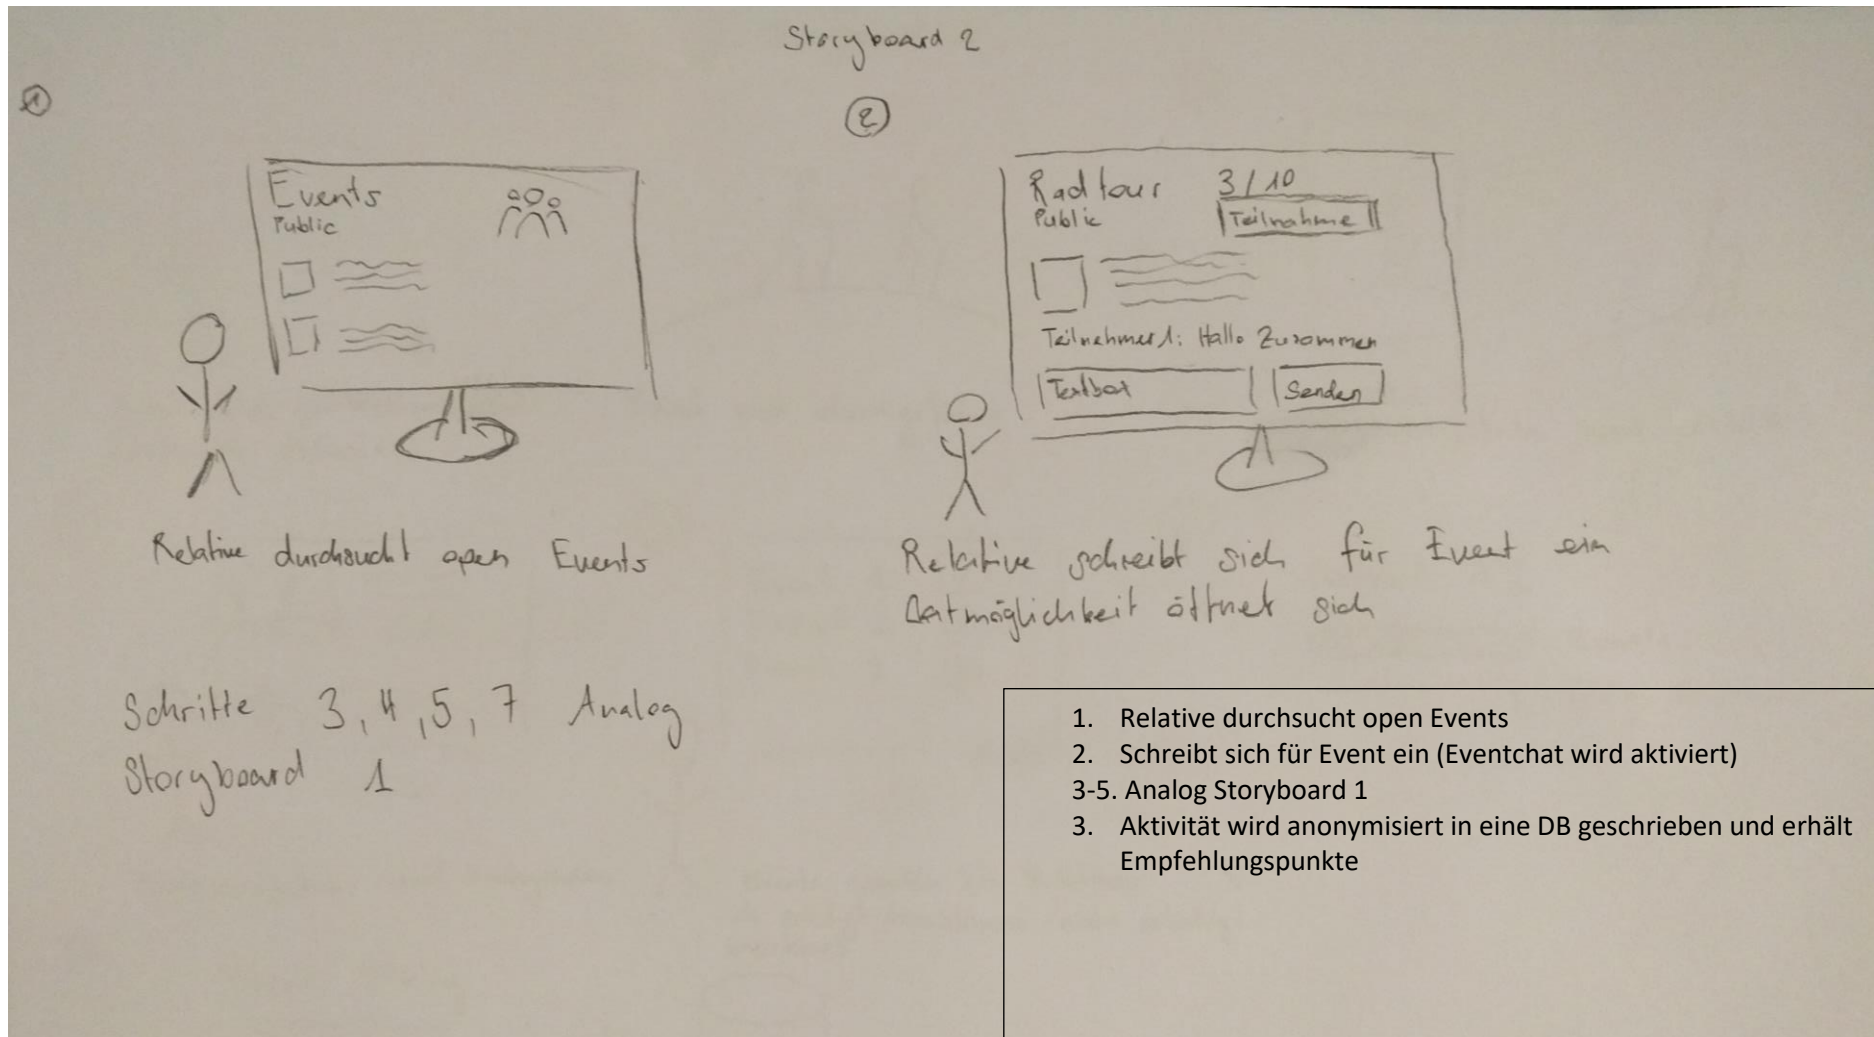 Storyboard 2
1
Events
Public
Relative durchsucht open Events
2
Radtour 3/10
Public Teilnahme
Teilnehmer 1: Hallo Zusammen
Textbox Senden
Relative schreibt sich für Event ein
öffnet sich
Schritte 3, 4, 5, 7 Analog
Storyboard 1
1. Relative durchsucht open Events
2. Schreibt sich für Event ein (Eventchat wird aktiviert)
3-5. Analog Storyboard 1
3. Aktivität wird anonymisiert in eine DB geschrieben und erhält
Empfehlungspunkte